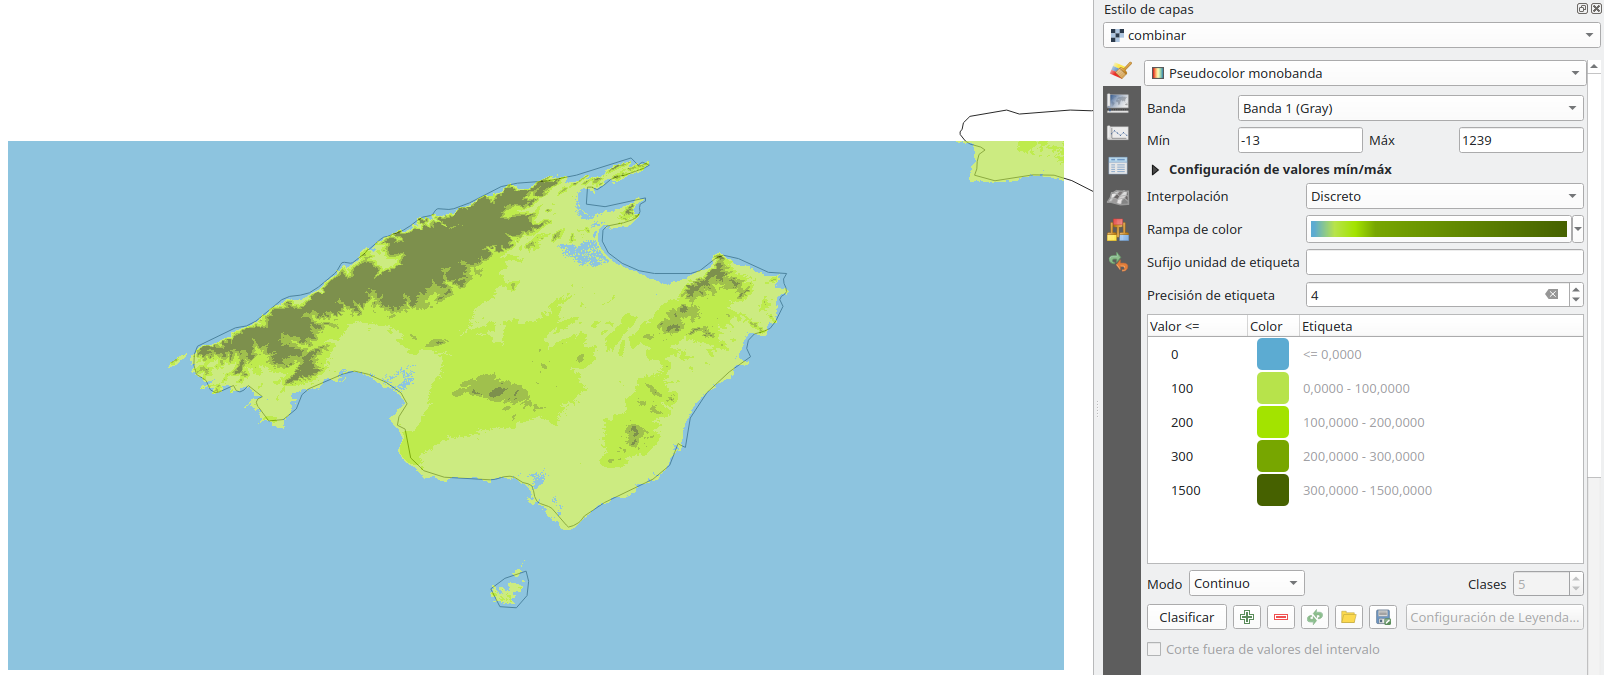 Estilo de capas
combinar
Pseudocolor monobanda
Banda Banda 1 (Gray)
Mín -13 Máx 1239
Configuración de valores mín/máx
Interpolación Discreto
Rampa de color
Sufijo unidad de etiqueta
Precisión de etiqueta 4
Valor <= Color Etiqueta
0 <= 0,0000
100 0,0000 - 100,0000
200 100,0000 - 200,0000
300 200,0000 - 300,0000
1500 300,0000 - 1500,0000
Modo Continuo Clases 5
Clasificar Configuración de Leyenda...
Corte fuera de valores del intervalo